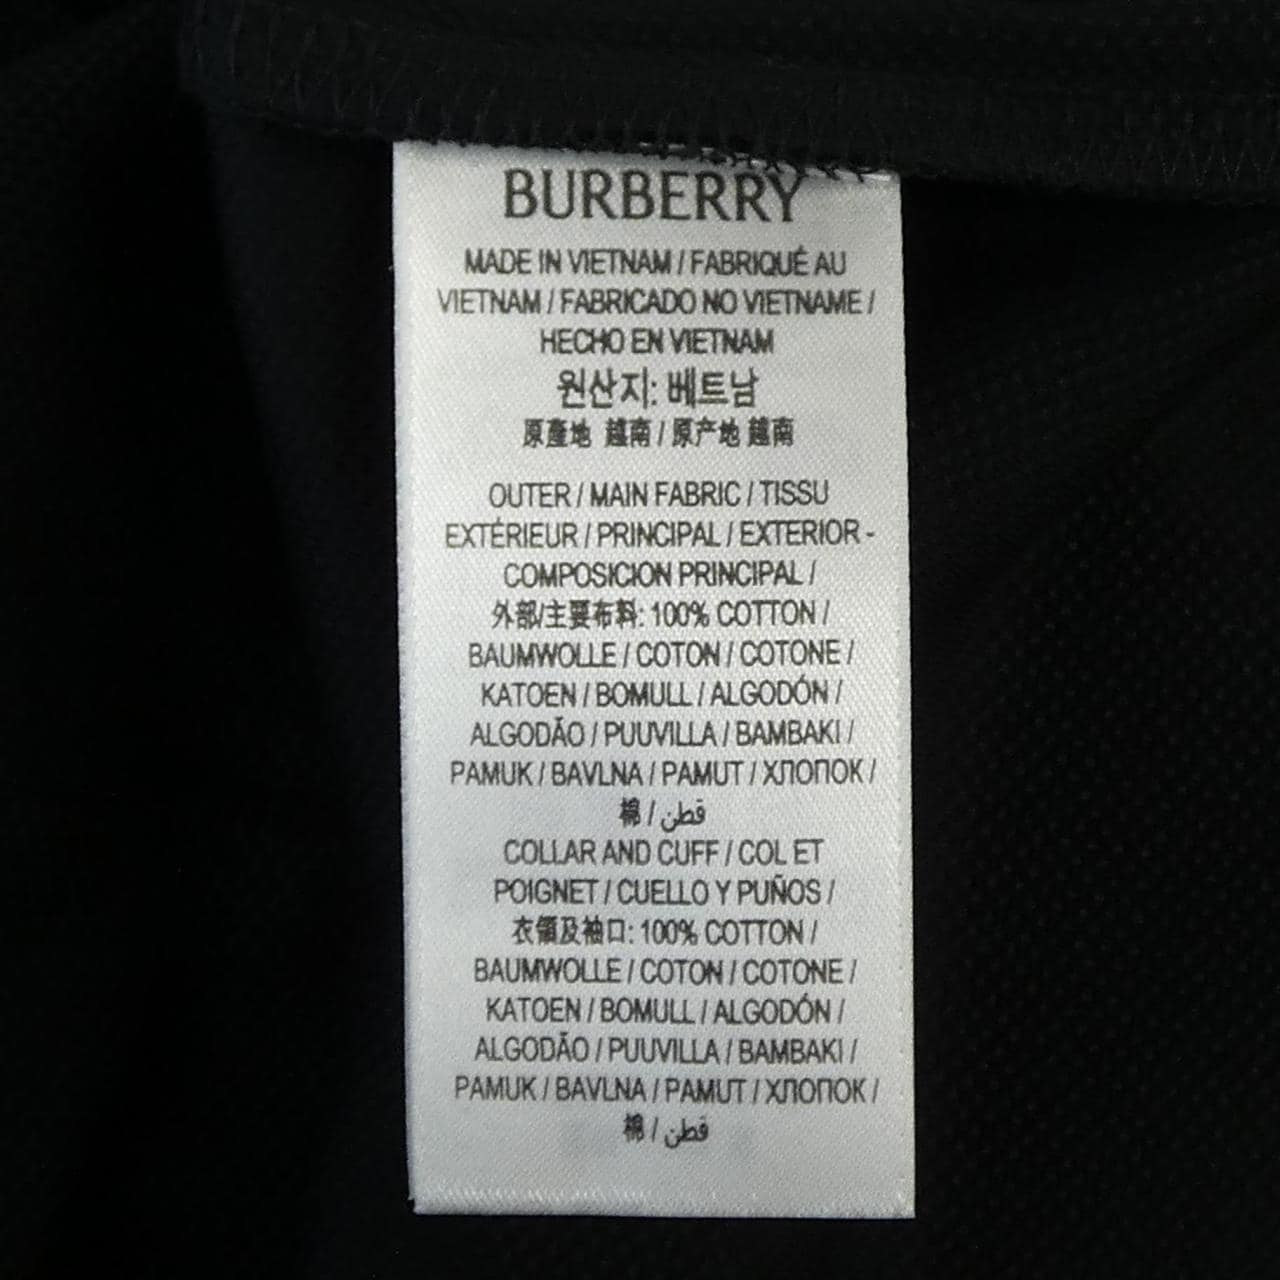 BURBERRY
MADE IN VIETNAM / FABRIQUÉ AU
VIETNAM / FABRICADO NO VIETNAME /
HECHO EN VIETNAM
원산지: 베트남
原產地 越南 / 原产地 越南
OUTER / MAIN FABRIC / TISSU
EXTÉRIEUR / PRINCIPAL / EXTERIOR -
COMPOSICION PRINCIPAL /
外部/主要布料: 100% COTTON /
BAUMWOLLE / COTON / COTONE /
KATOEN / BOMULL / ALGODÓN /
ALGODÃO / PUUVILLA / BAMBAKI /
PAMUK / BAVLNA / PAMUT / ХЛОПОК /
棉 / قطن
COLLAR AND CUFF / COL ET
POIGNET / CUELLO Y PUÑOS /
衣領及袖口: 100% COTTON /
BAUMWOLLE / COTON / COTONE /
KATOEN / BOMULL / ALGODÓN /
ALGODÃO / PUUVILLA / BAMBAKI /
PAMUK / BAVLNA / PAMUT / ХЛОПОК /
棉 / قطن